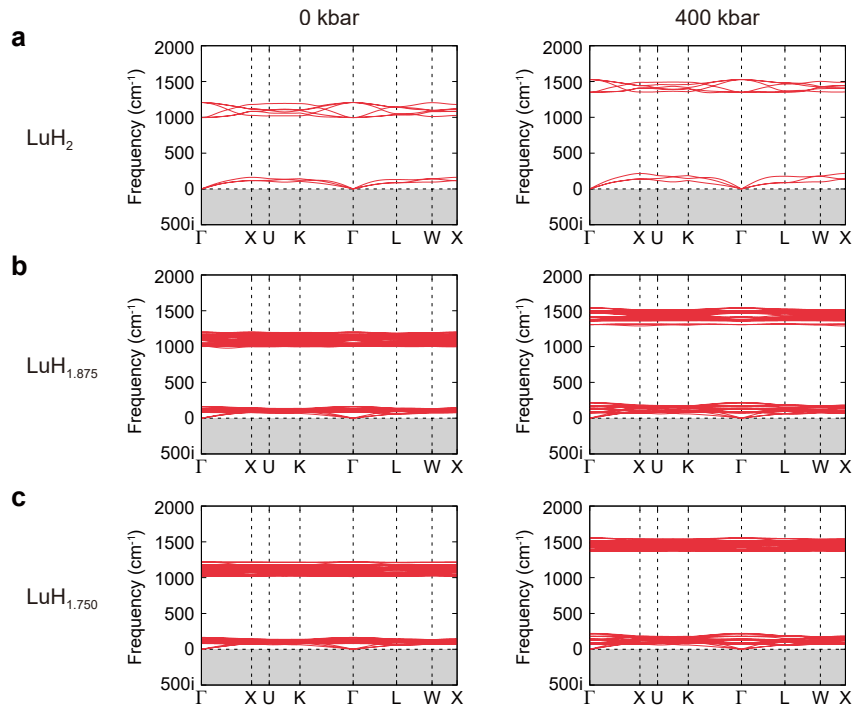 0 kbar 400 kbar
a
LuH2
Frequency (cm-1)
2000
1500
1000
500
0
500i
Γ X U K Γ L W X
Frequency (cm-1)
2000
1500
1000
500
0
500i
Γ X U K Γ L W X
b
LuH1.875
Frequency (cm-1)
2000
1500
1000
500
0
500i
Γ X U K Γ L W X
Frequency (cm-1)
2000
1500
1000
500
0
500i
Γ X U K Γ L W X
c
LuH1.750
Frequency (cm-1)
2000
1500
1000
500
0
500i
Γ X U K Γ L W X
Frequency (cm-1)
2000
1500
1000
500
0
500i
Γ X U K Γ L W X